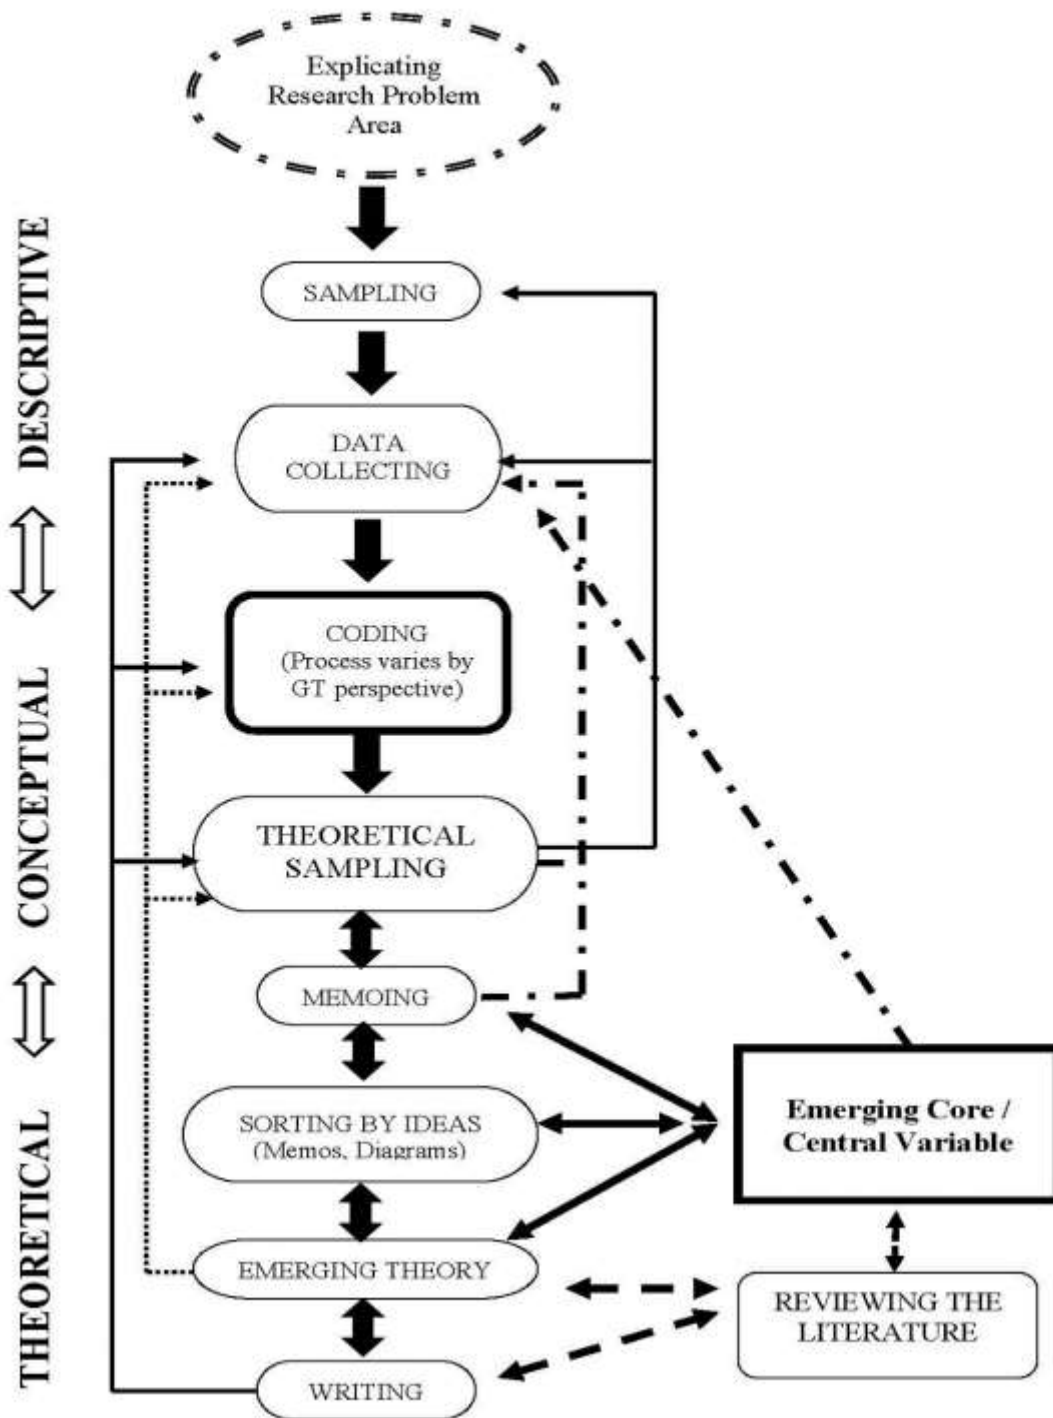 Explicating
Research Problem
Area
SAMPLING
DATA
COLLECTING
CODING
(Process varies by
GT perspective)
THEORETICAL
SAMPLING
MEMOING
SORTING BY IDEAS
(Memos, Diagrams)
EMERGING THEORY
WRITING
Emerging Core /
Central Variable
REVIEWING THE
LITERATURE
DESCRIPTIVE
CONCEPTUAL
THEORETICAL